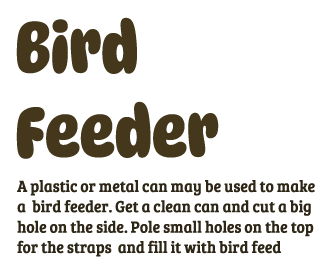 Bird
Feeder
A plastic or metal can may be used to make
a  bird feeder. Get a clean can and cut a big
hole on the side. Pole small holes on the top
for the straps  and fill it with bird feed